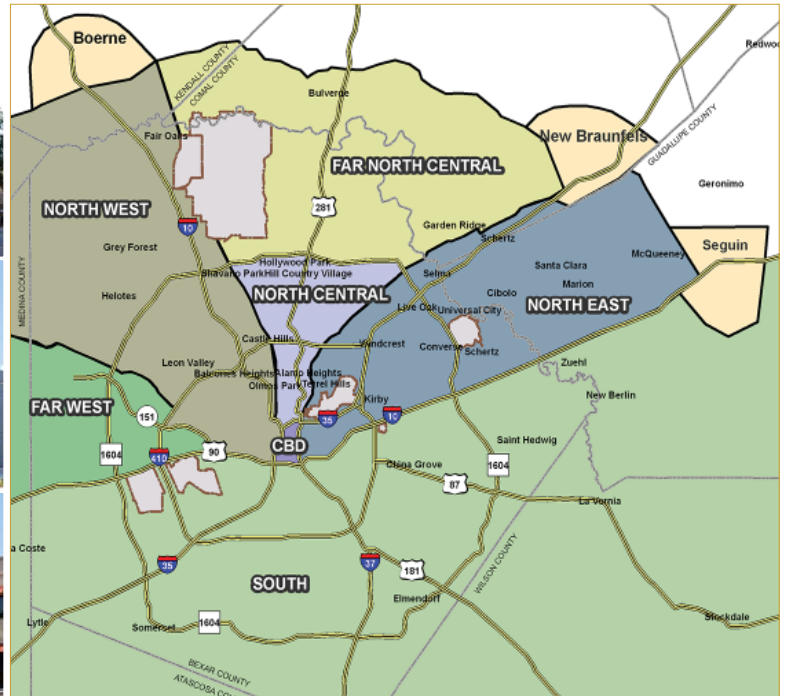 Boerne
KENDALL COUNTY
COMAL COUNTY
Bulverde
New Braunfels
GUADALUPE COUNTY
Fair Oaks
FAR NORTH CENTRAL
Geronimo
NORTH WEST
281
10
Garden Ridge
Schertz
Grey Forest
Seguin
McQueeney
MEDINA COUNTY
Hollywood Park
Shavano Park
Hill Country Village
Selma
Santa Clara
Marion
Helotes
NORTH CENTRAL
Cibolo
NORTH EAST
Live Oak
Universal City
Castle Hills
Windcrest
Converse
Schertz
Leon Valley
Balcones Heights
Alamo Heights
Olmos Park
Terrel Hills
Zuehl
New Berlin
FAR WEST
151
Kirby
35
10
CBD
Saint Hedwig
1604
410
90
China Grove
1604
87
La Vernia
a Coste
35
37
181
SOUTH
WILSON COUNTY
Elmendorf
Lytle
Somerset
1604
Stockdale
BEXAR COUNTY